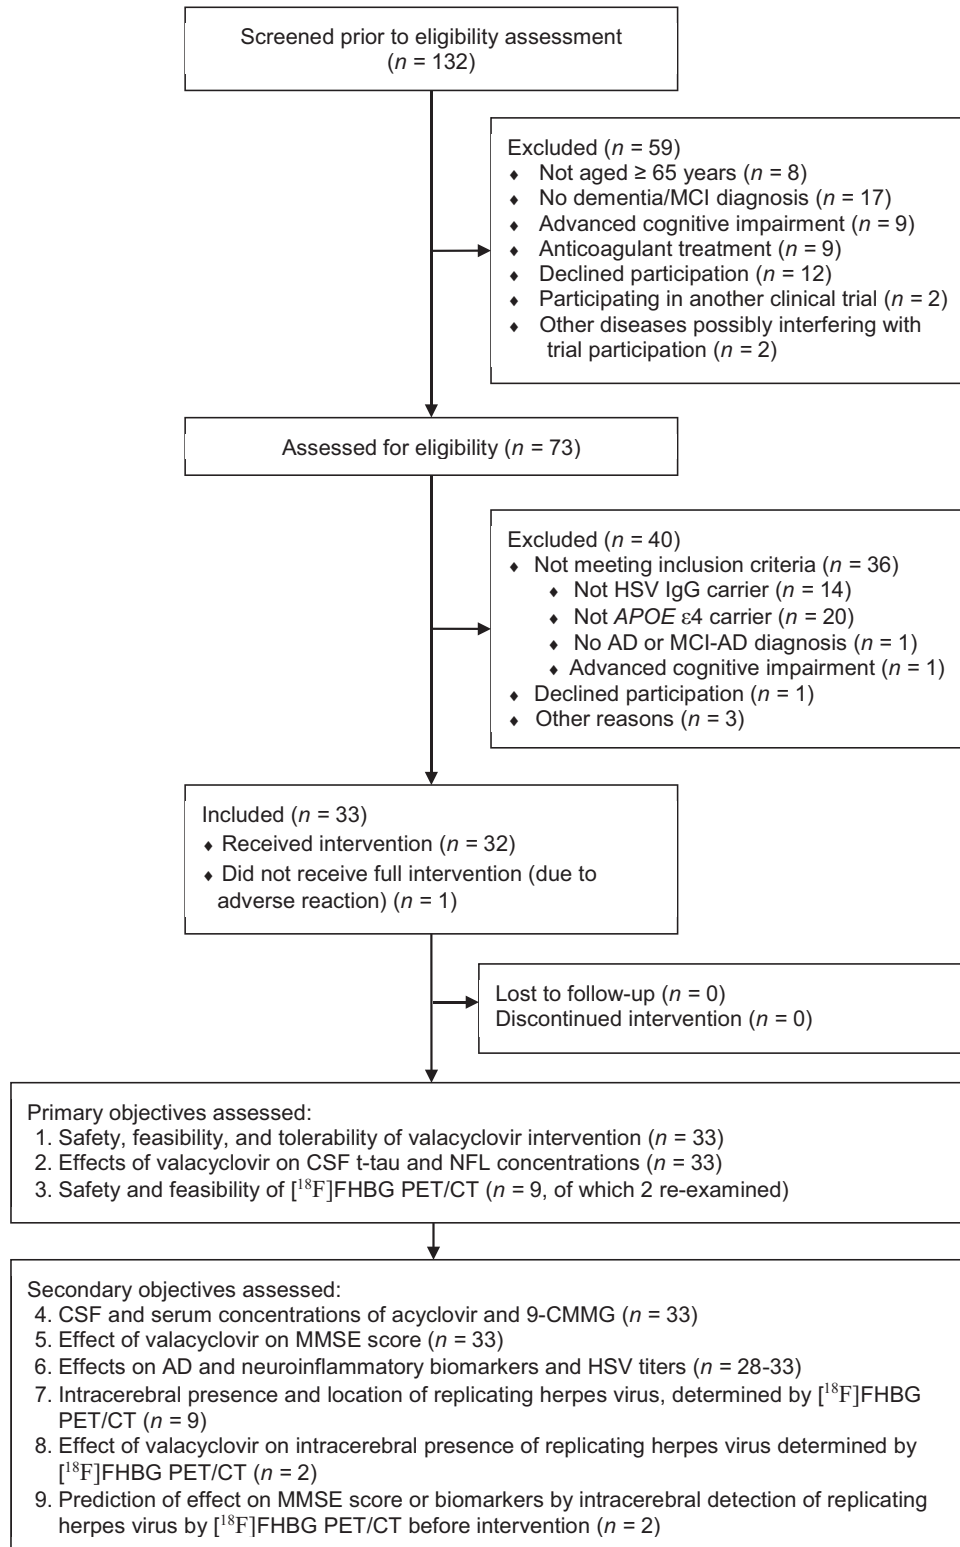 Screened prior to eligibility assessment
(n = 132)
Excluded (n = 59)
♦ Not aged ≥ 65 years (n = 8)
♦ No dementia/MCI diagnosis (n = 17)
♦ Advanced cognitive impairment (n = 9)
♦ Anticoagulant treatment (n = 9)
♦ Declined participation (n = 12)
♦ Participating in another clinical trial (n = 2)
♦ Other diseases possibly interfering with
trial participation (n = 2)
Assessed for eligibility (n = 73)
Excluded (n = 40)
♦ Not meeting inclusion criteria (n = 36)
♦ Not HSV IgG carrier (n = 14)
♦ Not APOE ε4 carrier (n = 20)
♦ No AD or MCI-AD diagnosis (n = 1)
♦ Advanced cognitive impairment (n = 1)
♦ Declined participation (n = 1)
♦ Other reasons (n = 3)
Included (n = 33)
♦ Received intervention (n = 32)
♦ Did not receive full intervention (due to
adverse reaction) (n = 1)
Lost to follow-up (n = 0)
Discontinued intervention (n = 0)
Primary objectives assessed:
1. Safety, feasibility, and tolerability of valacyclovir intervention (n = 33)
2. Effects of valacyclovir on CSF t-tau and NFL concentrations (n = 33)
3. Safety and feasibility of [¹⁸F]FHBG PET/CT (n = 9, of which 2 re-examined)
Secondary objectives assessed:
4. CSF and serum concentrations of acyclovir and 9-CMMG (n = 33)
5. Effect of valacyclovir on MMSE score (n = 33)
6. Effects on AD and neuroinflammatory biomarkers and HSV titers (n = 28-33)
7. Intracerebral presence and location of replicating herpes virus, determined by [¹⁸F]FHBG
PET/CT (n = 9)
8. Effect of valacyclovir on intracerebral presence of replicating herpes virus determined by
[¹⁸F]FHBG PET/CT (n = 2)
9. Prediction of effect on MMSE score or biomarkers by intracerebral detection of replicating
herpes virus by [¹⁸F]FHBG PET/CT before intervention (n = 2)